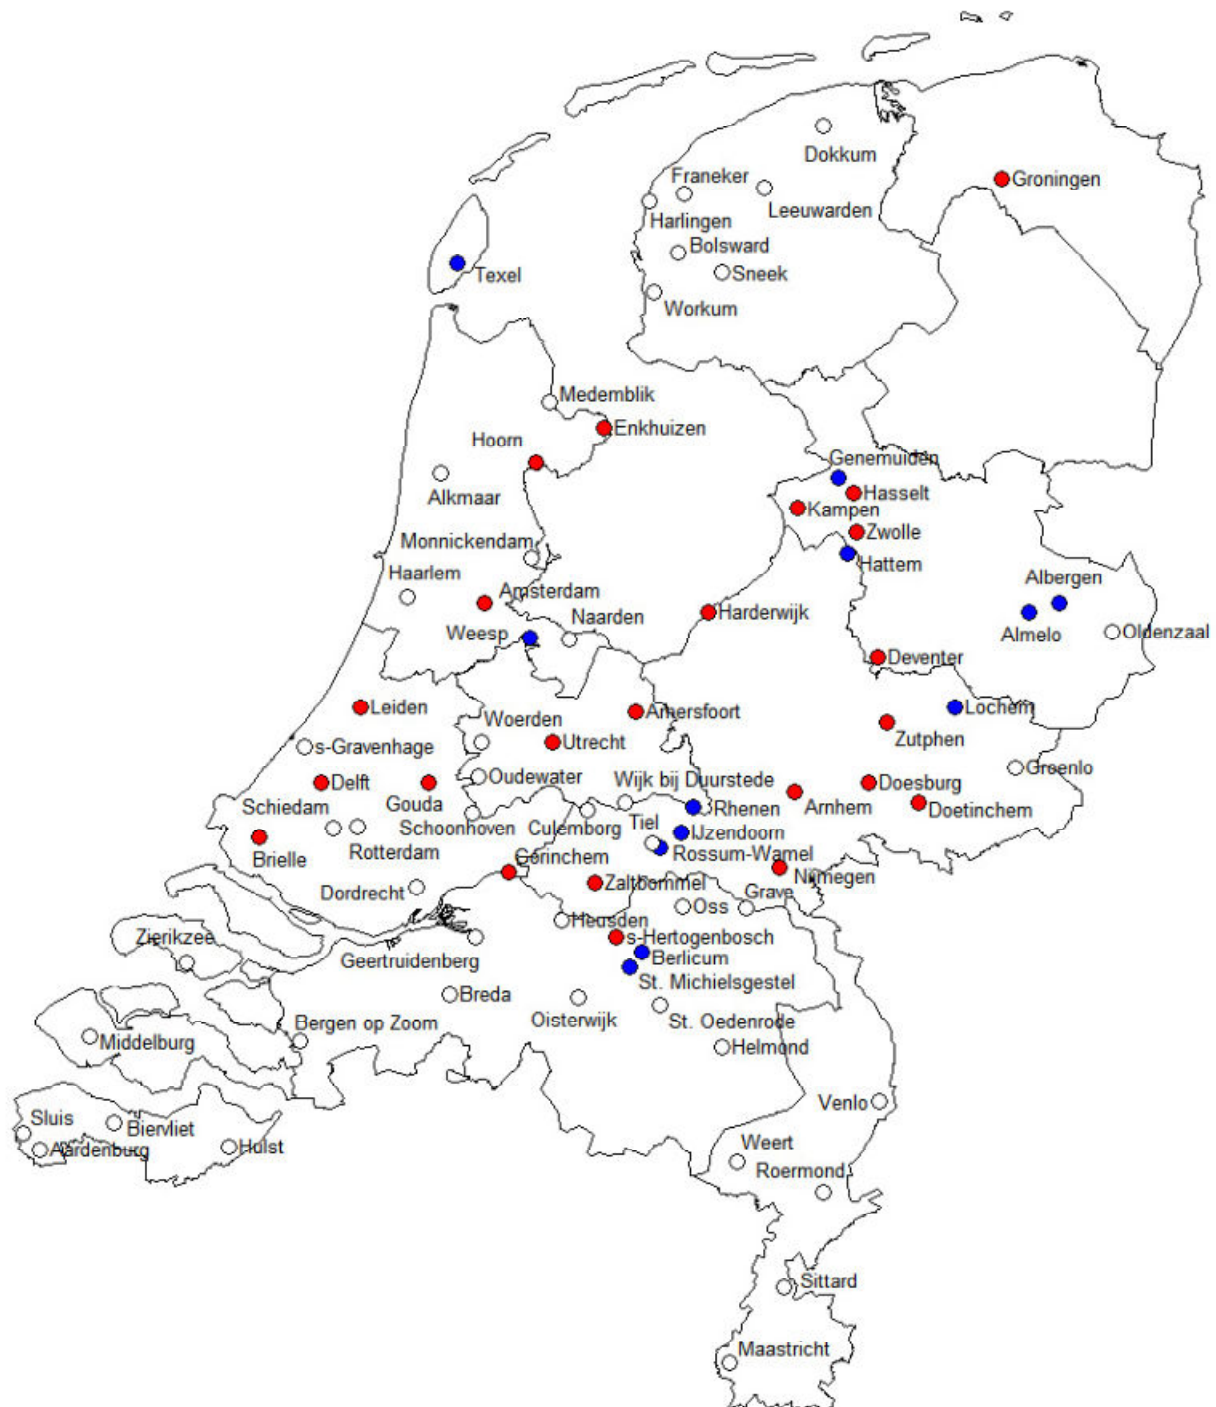 Dokkum
Franeker
Groningen
Harlingen
Leeuwarden
Bolsward
Texel
Sneek
Workum
Medemblik
Enkhuizen
Hoorn
Genemuiden
Alkmaar
Hasselt
Kampen
Zwolle
Monnickendam
Hattem
Haarlem
Albergen
Amsterdam
Harderwijk
Naarden
Weesp
Almelo
Oldenzaal
Deventer
Leiden
Amersfoort
Lochem
Woerden
s-Gravenhage
Utrecht
Zutphen
Oudewater
Wijk bij Duurstede
Groenlo
Delft
Doesburg
Schiedam
Gouda
Arnhem
Rhenen
Doetinchem
Schoonhoven
Culemborg
Tiel
IJzendoorn
Brielle
Rotterdam
Gorinchem
Rossum-Wamel
Nijmegen
Zaltbommel
Dordrecht
Grave
Oss
Heusden
Zierikzee
s-Hertogenbosch
Geertruidenberg
Berlicum
St. Michielsgestel
Breda
Oisterwijk
St. Oedenrode
Bergen op Zoom
Middelburg
Helmond
Venlo
Sluis
Biervliet
Aardenburg
Hulst
Weert
Roermond
Sittard
Maastricht